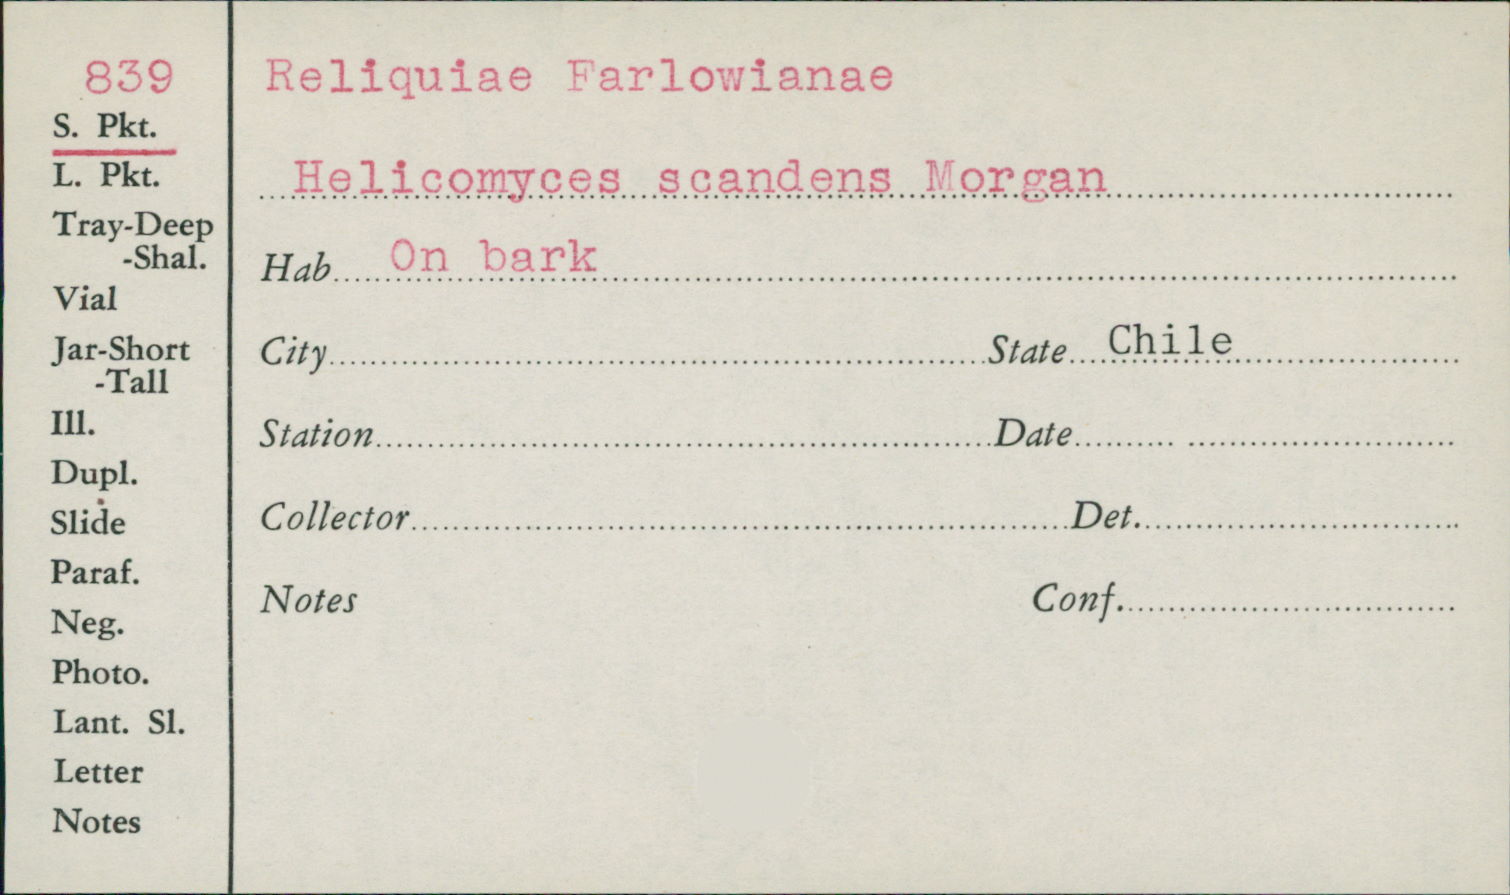 839
S. Pkt.
L. Pkt.
Tray-Deep
-Shal.
Vial
Jar-Short
-Tall
Ill.
Dupl.
Slide
Paraf.
Neg.
Photo.
Lant. Sl.
Letter
Notes
Reliquiae Farlowianae
Helicomyces scandens Morgan
Hab. On bark
City State Chile
Station Date
Collector Det.
Notes Conf.